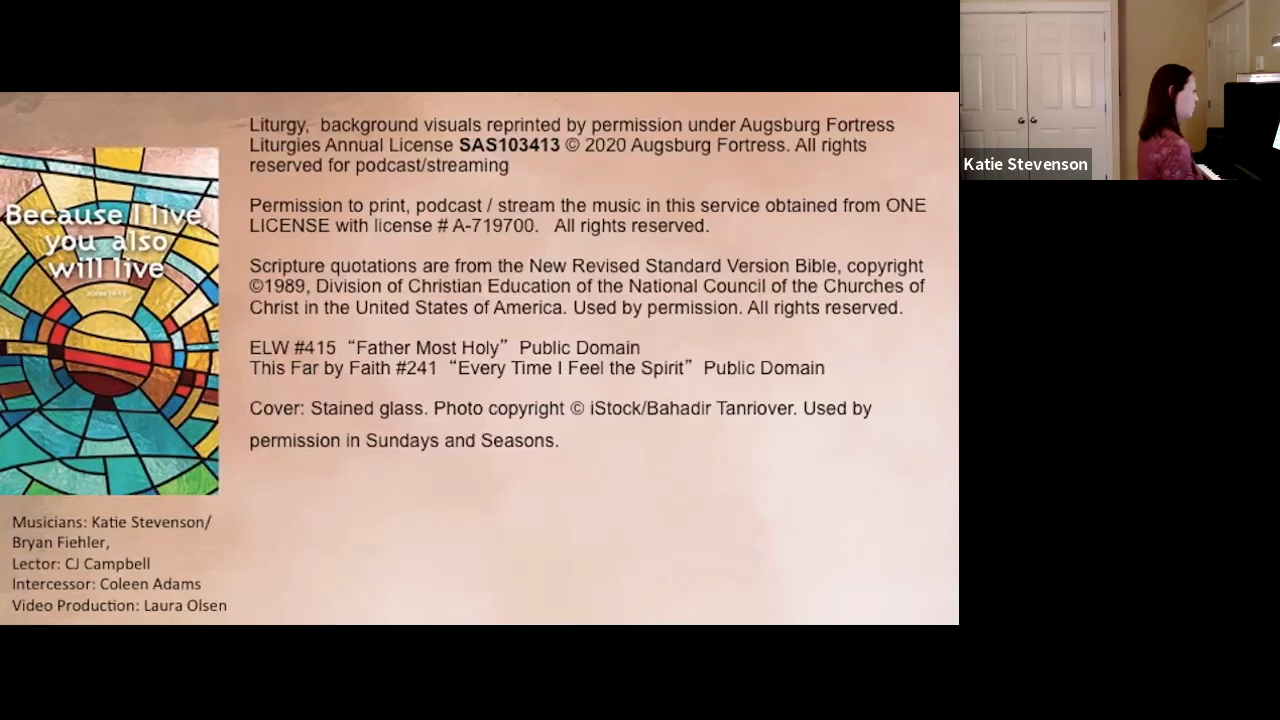 Liturgy,  background visuals reprinted by permission under Augsburg Fortress
Liturgies Annual License SAS103413 © 2020 Augsburg Fortress. All rights
reserved for podcast/streaming
Permission to print, podcast / stream the music in this service obtained from ONE
LICENSE with license # A-719700.   All rights reserved.
Scripture quotations are from the New Revised Standard Version Bible, copyright
©1989, Division of Christian Education of the National Council of the Churches of
Christ in the United States of America. Used by permission. All rights reserved.
ELW #415  “Father Most Holy”  Public Domain
This Far by Faith #241  “Every Time I Feel the Spirit”  Public Domain
Cover: Stained glass. Photo copyright © iStock/Bahadir Tanriover. Used by
permission in Sundays and Seasons.
Because I live,
you also
will live
Musicians: Katie Stevenson/
Bryan Fiehler,
Lector: CJ Campbell
Intercessor: Coleen Adams
Video Production: Laura Olsen
Katie Stevenson